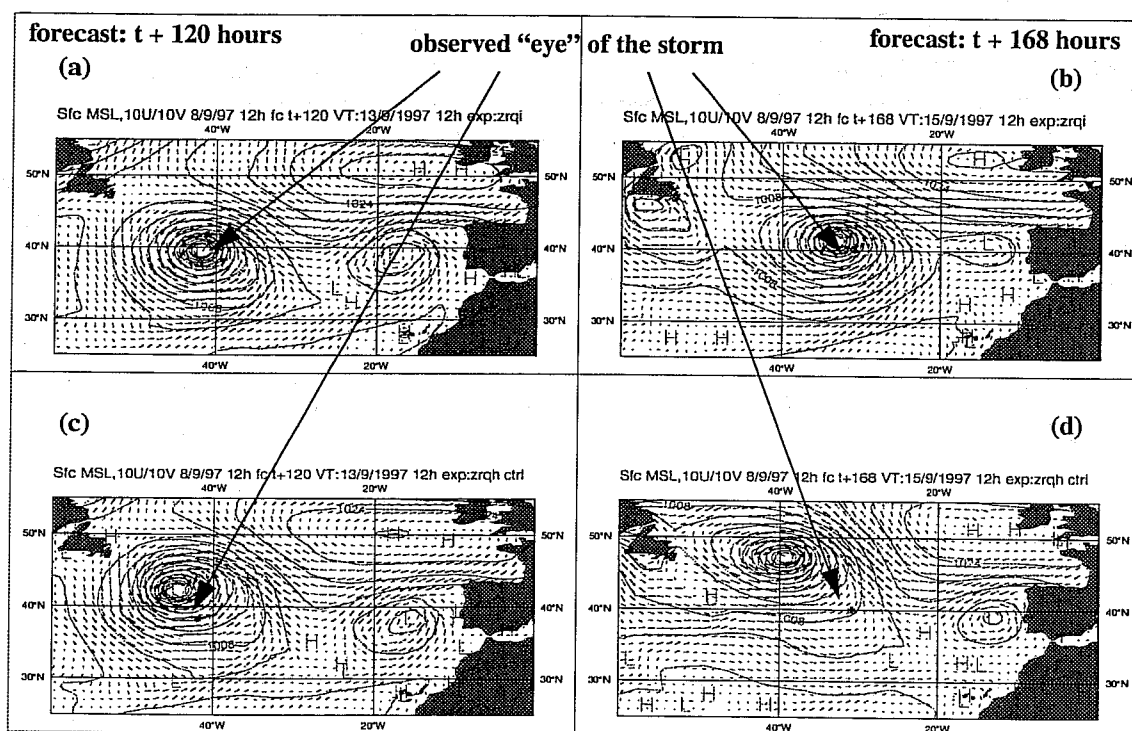 forecast: t + 120 hours
observed “eye” of the storm
forecast: t + 168 hours
(a)
(b)
Sfc MSL,10U/10V 8/9/97 12h fc t+120 VT:13/9/1997 12h exp:zrqi
Sfc MSL,10U/10V 8/9/97 12h fc t+168 VT:15/9/1997 12h exp:zrqi
40°W 20°W
40°W 20°W
50°N 50°N
50°N 50°N
1024
1008
40°N 40°N
40°N 40°N
L
H
H
1008
30°N 30°N
30°N 30°N
H H
40°W 20°W
40°W 20°W
(c)
(d)
Sfc MSL,10U/10V 8/9/97 12h fc t+120 VT:13/9/1997 12h exp:zrqh ctrl
Sfc MSL,10U/10V 8/9/97 12h fc t+168 VT:15/9/1997 12h exp:zrqh ctrl
40°W 20°W
40°W 20°W
1008
50°N 50°N
50°N 50°N
1024
40°N 40°N
40°N 40°N
1008
1008
H
H
L
30°N 30°N
30°N 30°N
40°W 20°W
40°W 20°W